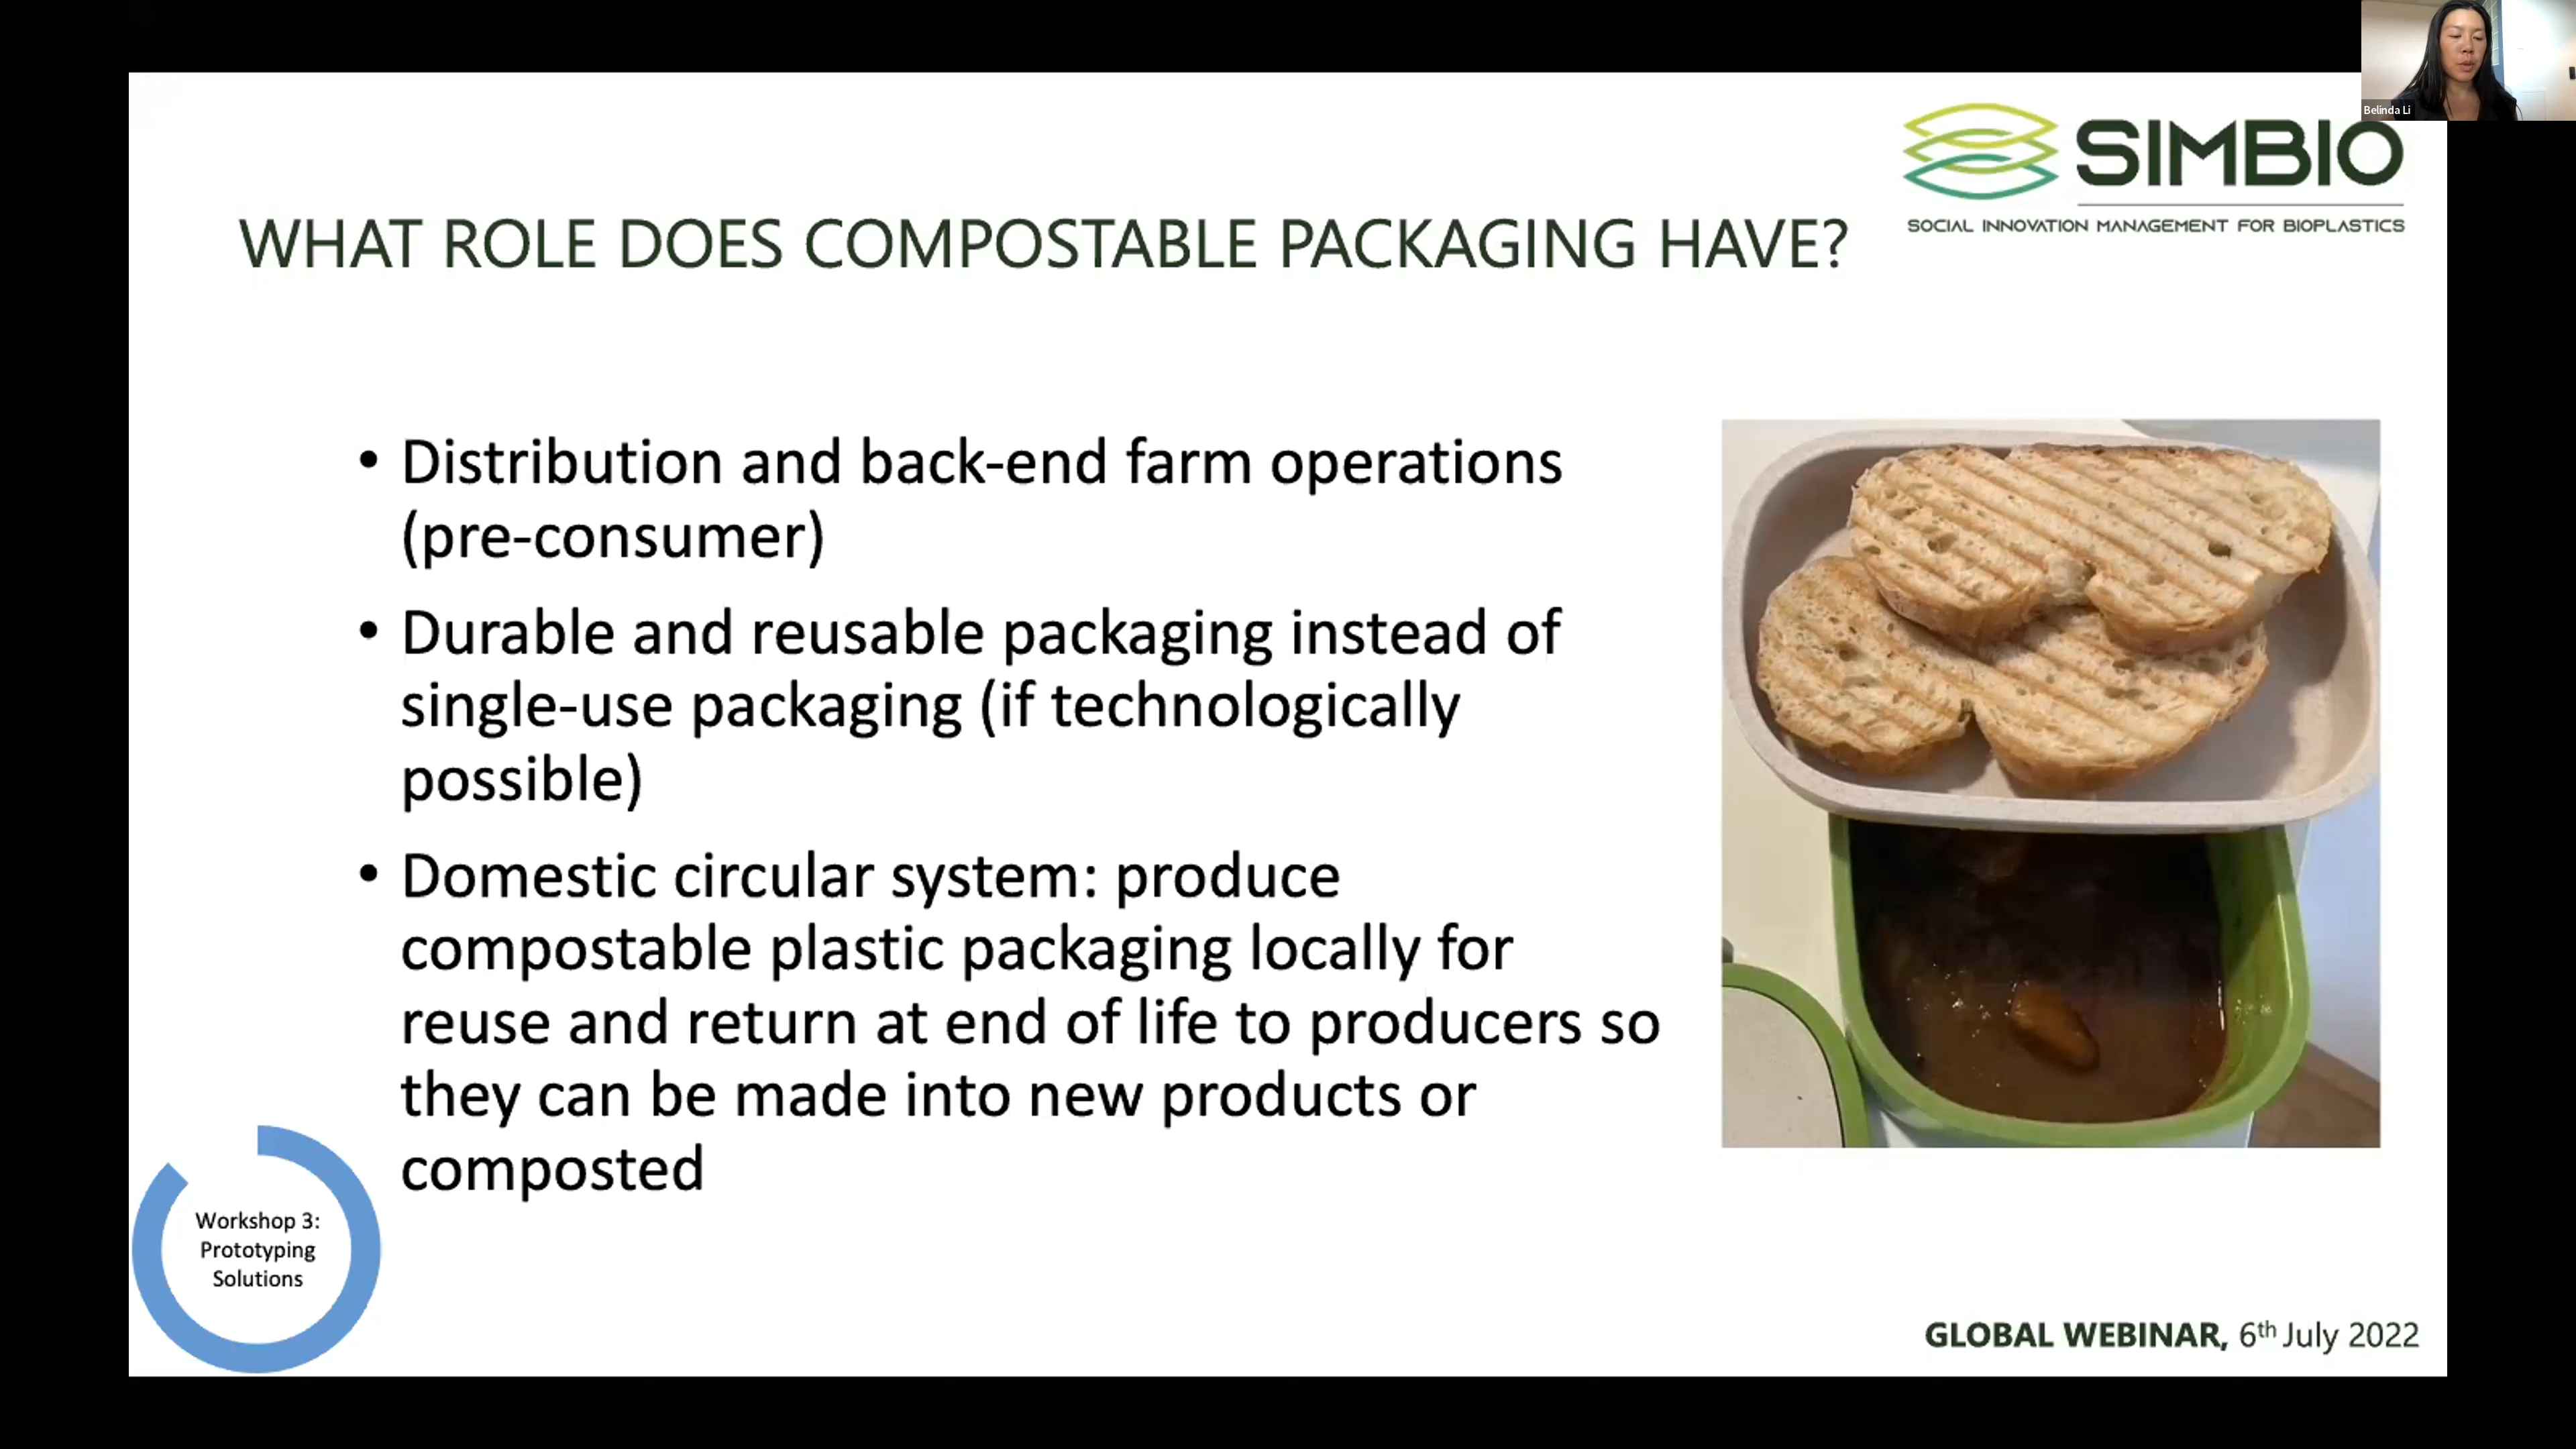 Belinda Li
SIMBIO
SOCIAL INNOVATION MANAGEMENT FOR BIOPLASTICS
WHAT ROLE DOES COMPOSTABLE PACKAGING HAVE?
• Distribution and back-end farm operations
(pre-consumer)
• Durable and reusable packaging instead of
single-use packaging (if technologically
possible)
• Domestic circular system: produce
compostable plastic packaging locally for
reuse and return at end of life to producers so
they can be made into new products or
composted
Workshop 3:
Prototyping
Solutions
GLOBAL WEBINAR, 6th July 2022